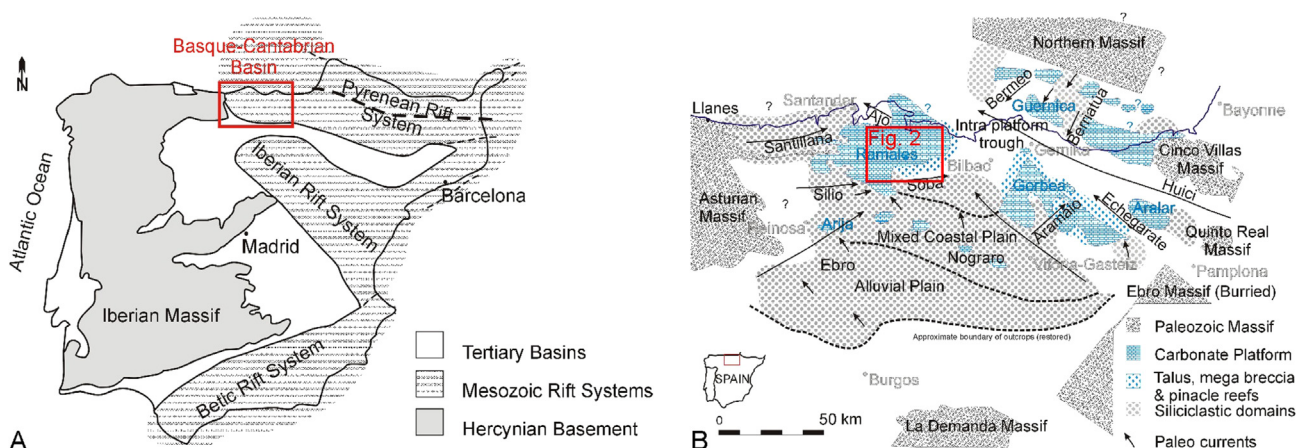 A
N
Basque-Cantabrian
Basin
Pyrenean Rift
System
Iberian Rift System
Barcelona
Atlantic Ocean
Madrid
Iberian Massif
Betic Rift System
Tertiary Basins
Mesozoic Rift Systems
Hercynian Basement
A
B
?
Northern Massif
?
?
Bermeo
Guernica
?
Bayonne
Llanes
?
Santander
Ajo
?
Intra platform
trough
?
Santillana
Fig. 2
Ramales
Bilbao
Gernika
Cinco Villas
Massif
Huici
Asturian
Massif
?
Silio
Soba
Gorbea
Aramaio
Echegarate
Aralar
Reinosa
Arija
Mixed Coastal Plain
Nograro
Quinto Real
Massif
Ebro
Vitoria-Gasteiz
Pamplona
Alluvial Plain
Ebro Massif (Burried)
Approximate boundary of outcrops (restored)
SPAIN
Burgos
50 km
La Demanda Massif
Paleozoic Massif
Carbonate Platform
Talus, mega breccia
& pinacle reefs
Siliciclastic domains
Paleo currents
B